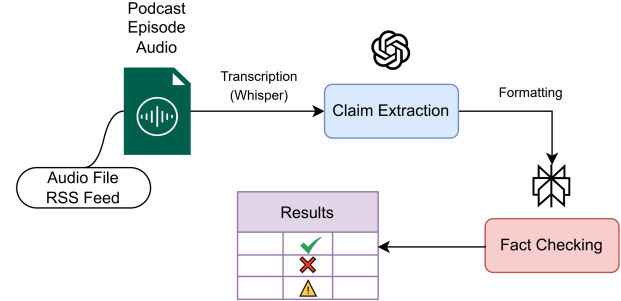 Podcast
Episode
Audio
Transcription
(Whisper)
Claim Extraction
Formatting
Audio File
RSS Feed
Results
Fact Checking